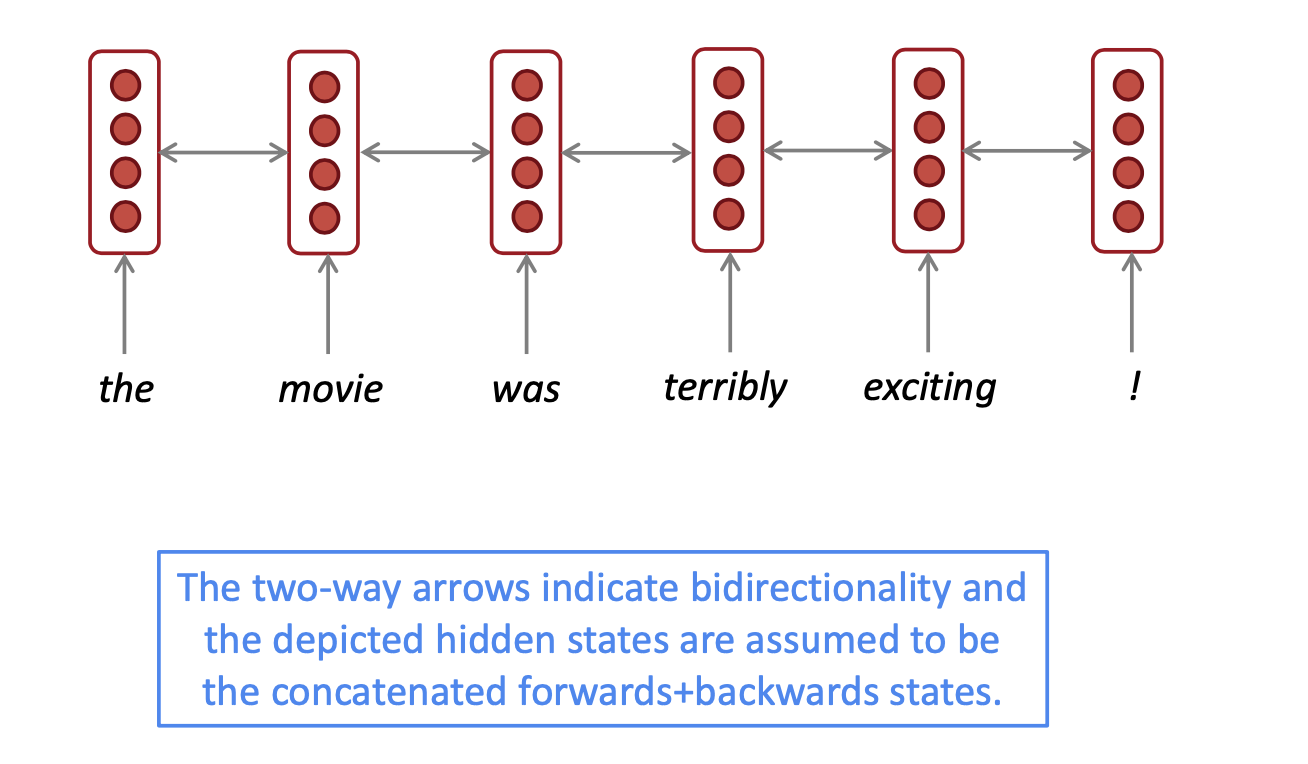 the movie was terribly exciting !
The two-way arrows indicate bidirectionality and
the depicted hidden states are assumed to be
the concatenated forwards+backwards states.